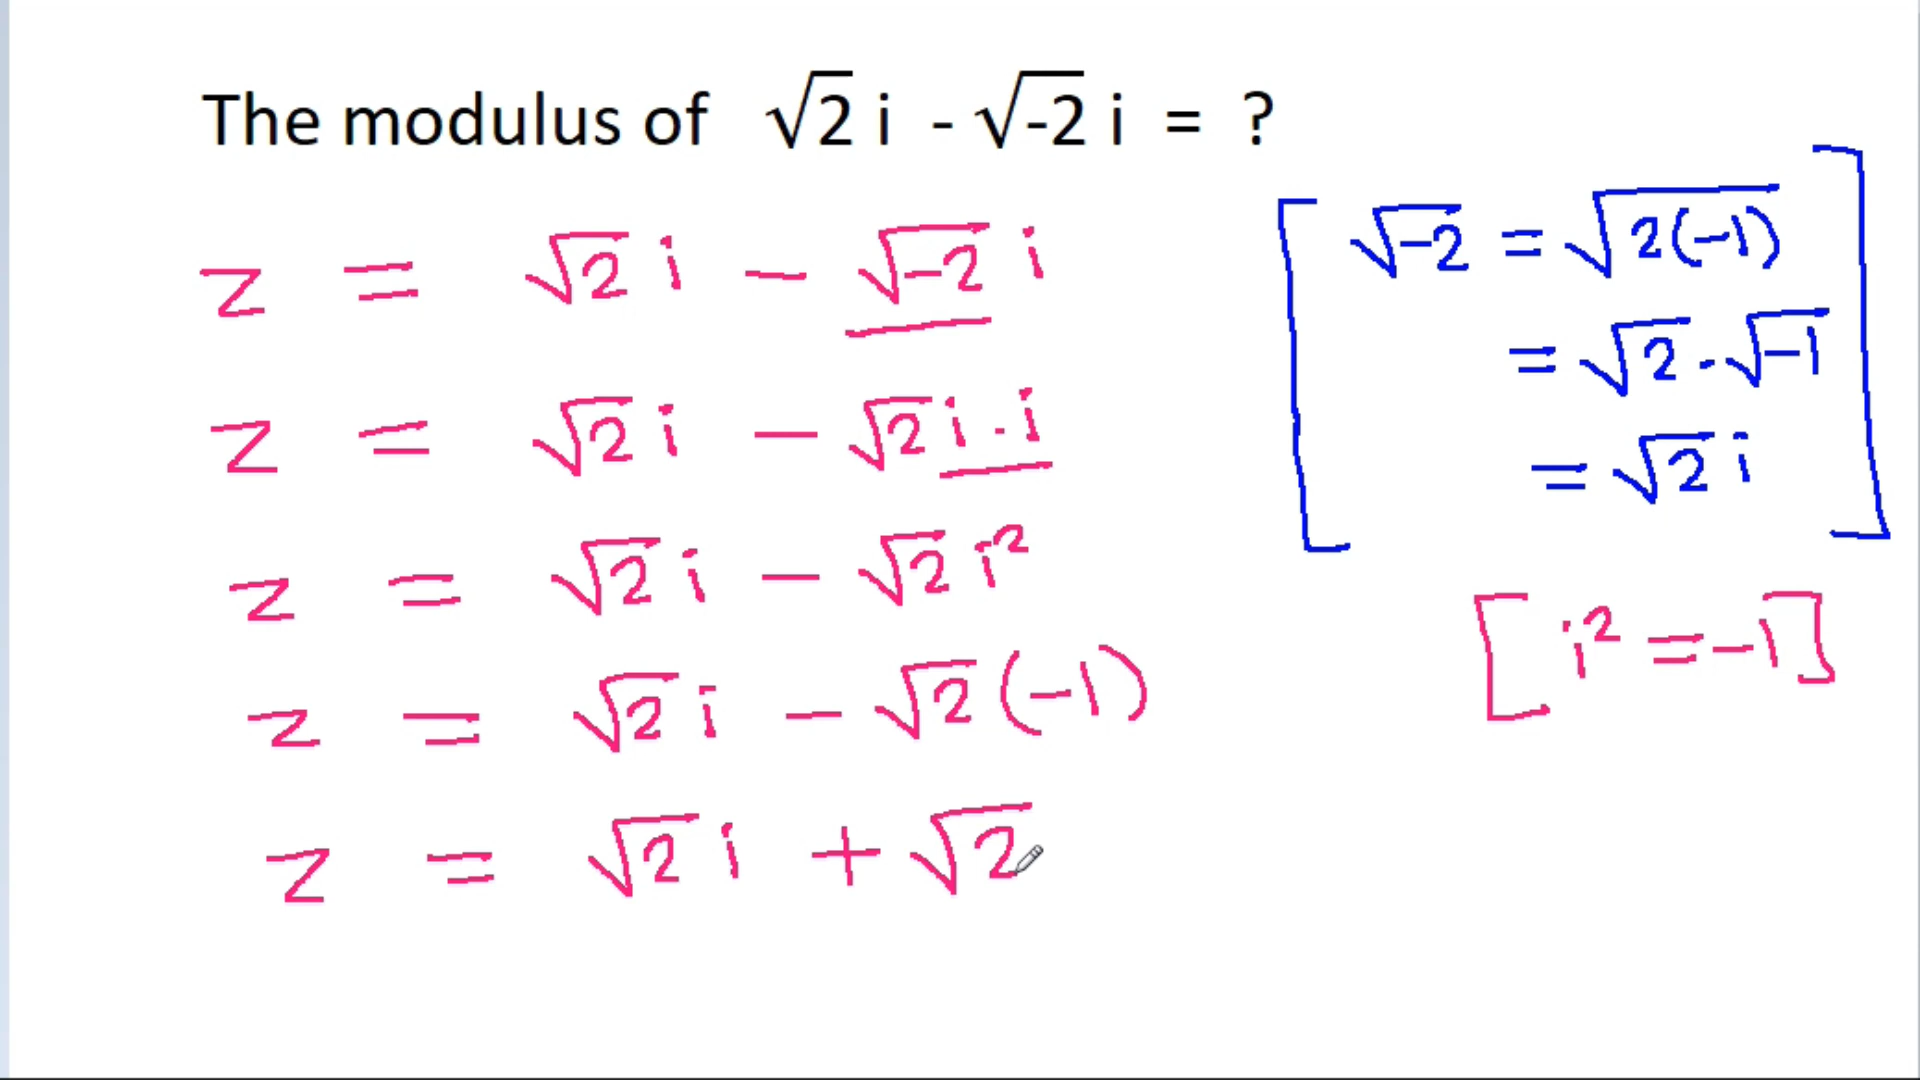 The modulus of √2 i - √-2 i = ?
z = √2 i − √-2 i
z = √2 i − √2 i . i
z = √2 i − √2 i²
z = √2 i − √2 (-1)
z = √2 i + √2
[ √-2 = √2(-1)
= √2 . √-1
= √2 i ]
[ i² = -1 ]